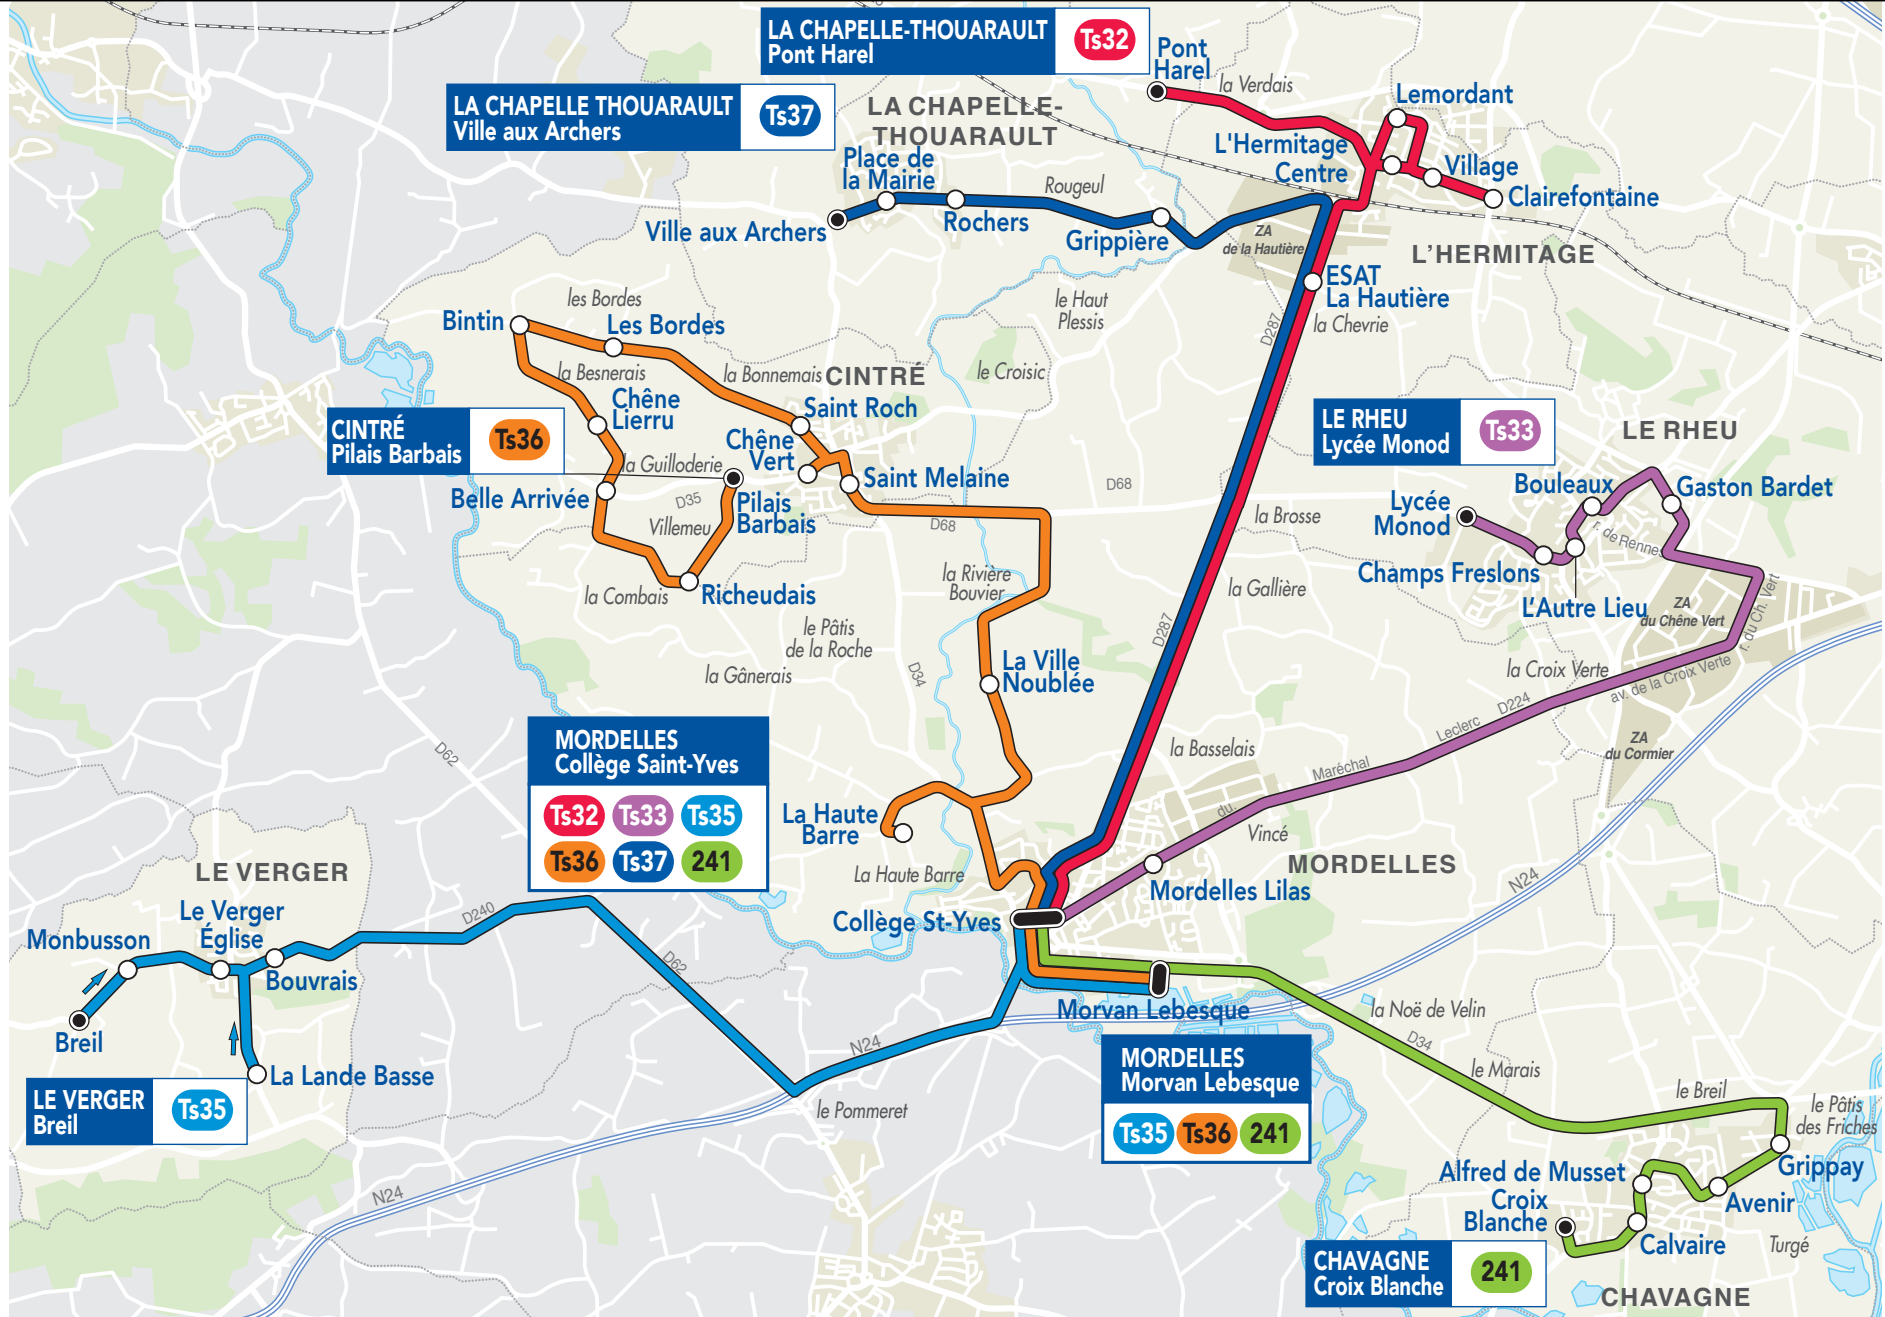 LA CHAPELLE-THOUARAULT
Pont Harel
Ts32
Pont
Harel
la Verdais
Lemordant
LA CHAPELLE THOUARAULT
Ville aux Archers
Ts37
LA CHAPELLE-
THOUARAULT
L'Hermitage
Centre
Village
Clairefontaine
Place de
la Mairie
Rougeul
Rochers
Ville aux Archers
Grippière
ZA
de la Hautière
L'HERMITAGE
ESAT
La Hautière
la Chevrie
D287
le Haut
Plessis
les Bordes
Bintin
Les Bordes
la Besnerais
la Bonnemais
CINTRÉ
le Croisic
Chêne
Lierru
Saint Roch
CINTRÉ
Pilais Barbais
Ts36
Chêne
Vert
la Guilloderie
Saint Melaine
Belle Arrivée
D35
Pilais
Barbais
Villemeu
D68
D68
la Brosse
LE RHEU
Lycée Monod
Ts33
LE RHEU
Bouleaux
Gaston Bardet
Lycée
Monod
r. de Rennes
Champs Freslons
L'Autre Lieu
ZA
du Chêne Vert
r. du Ch. Vert
la Combais
Richeudais
la Rivière
Bouvier
la Gallière
D287
le Pâtis
de la Roche
la Gânerais
D34
La Ville
Noublée
la Croix Verte
av. de la Croix Verte
D224
Leclerc
Maréchal
du
ZA
du Cormier
D62
MORDELLES
Collège Saint-Yves
Ts32
Ts33
Ts35
Ts36
Ts37
241
la Basselais
La Haute
Barre
Vincé
La Haute Barre
MORDELLES
Mordelles Lilas
N24
LE VERGER
Le Verger
Église
D240
Collège St-Yves
Monbusson
Bouvrais
D62
Breil
La Lande Basse
Morvan Lebesque
la Noë de Velin
N24
D34
LE VERGER
Breil
Ts35
le Pommeret
MORDELLES
Morvan Lebesque
Ts35
Ts36
241
le Marais
le Breil
le Pâtis
des Friches
Grippay
Alfred de Musset
Croix
Blanche
Avenir
Calvaire
Turgé
N24
CHAVAGNE
Croix Blanche
241
CHAVAGNE